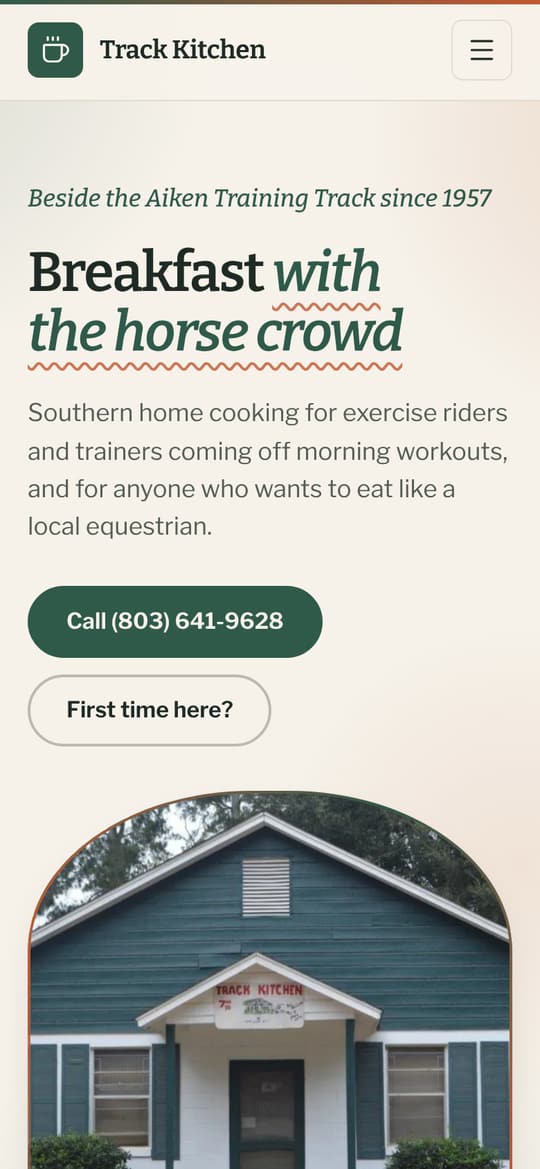 Track Kitchen
Beside the Aiken Training Track since 1957
Breakfast with
the horse crowd
Southern home cooking for exercise riders
and trainers coming off morning workouts,
and for anyone who wants to eat like a
local equestrian.
Call (803) 641-9628
First time here?
TRACK KITCHEN